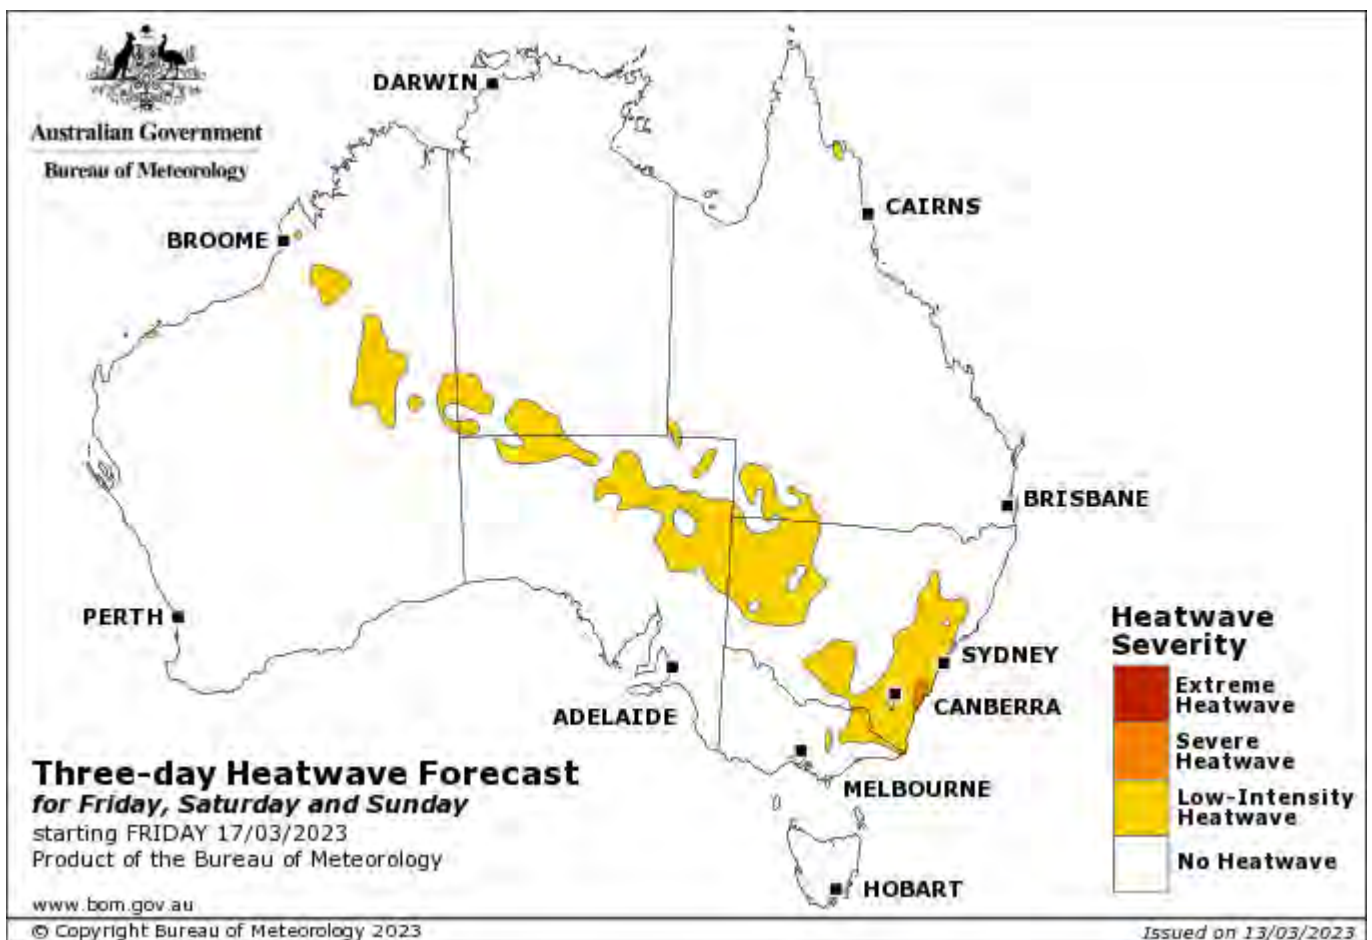 Australian Government
Bureau of Meteorology
DARWIN
CAIRNS
BROOME
BRISBANE
PERTH
SYDNEY
ADELAIDE
CANBERRA
MELBOURNE
HOBART
Heatwave
Severity
Extreme
Heatwave
Severe
Heatwave
Low-Intensity
Heatwave
No Heatwave
Three-day Heatwave Forecast
for Friday, Saturday and Sunday
starting FRIDAY 17/03/2023
Product of the Bureau of Meteorology
www.bom.gov.au
© Copyright Bureau of Meteorology 2023
Issued on 13/03/2023